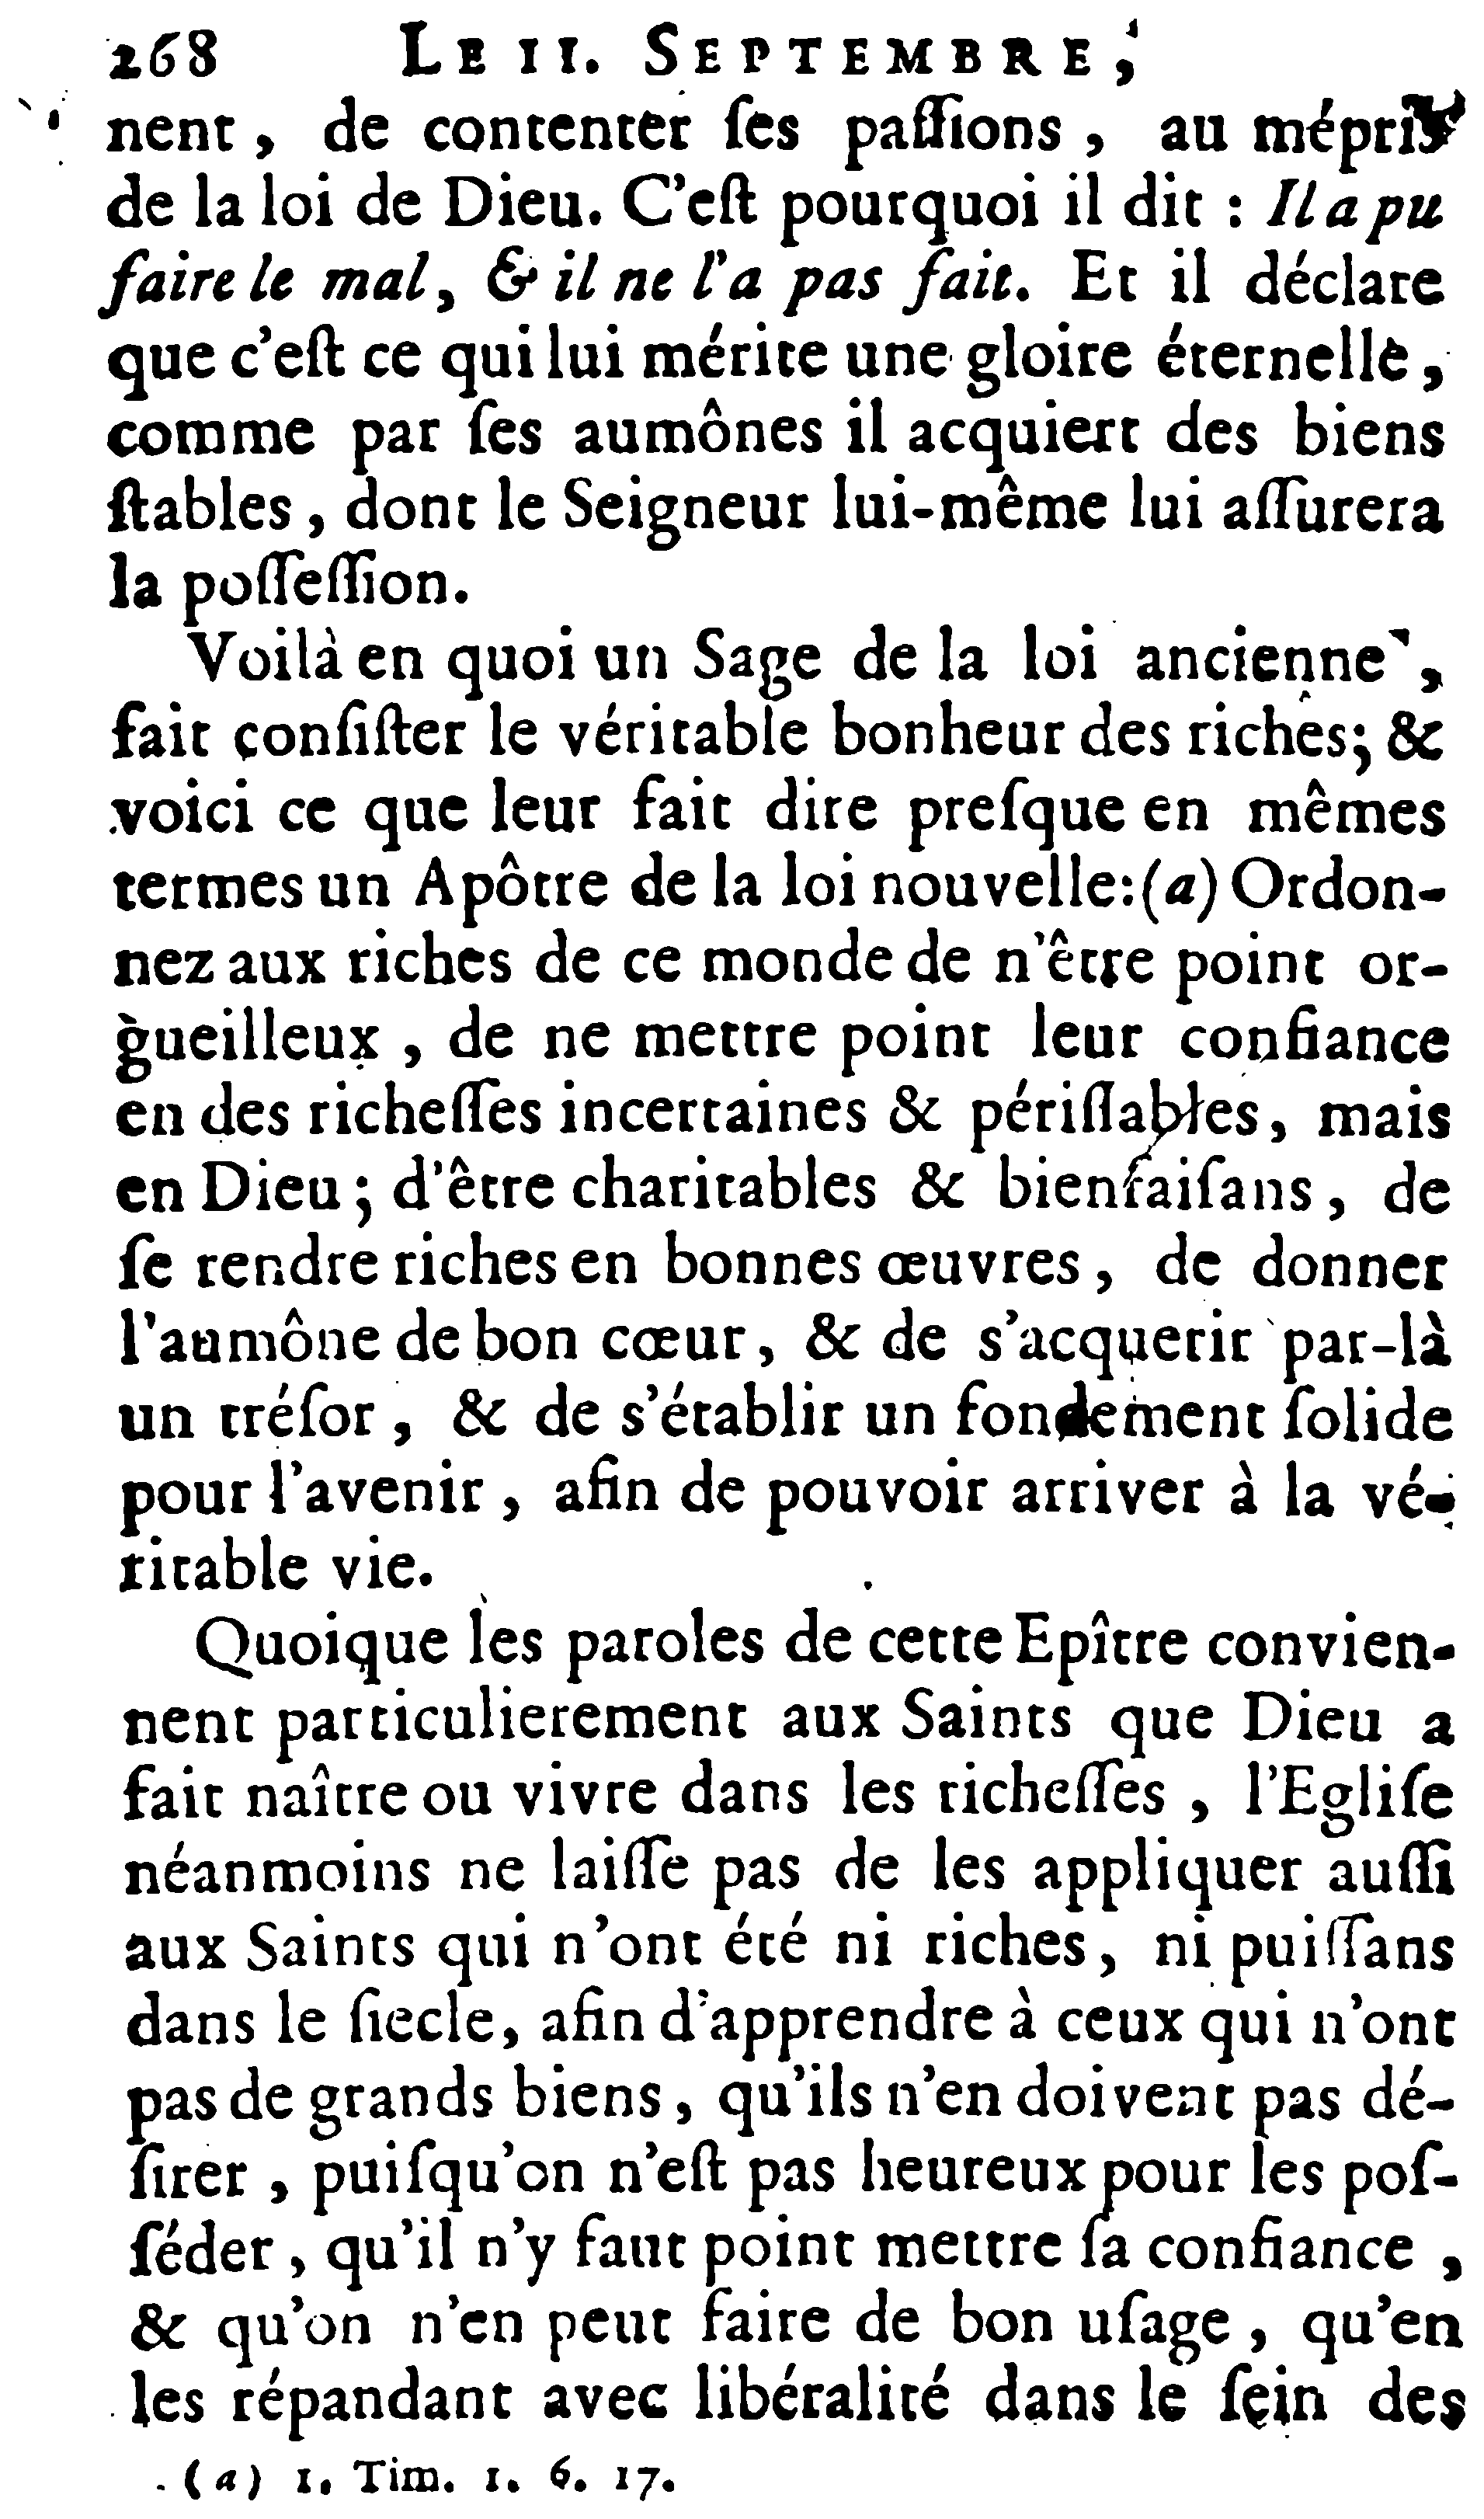 268 LE II. SEPTEMBRE,
nent, de contenter ſes paſſions, au mépris
de la loi de Dieu. C'eſt pourquoi il dit : Il a pu
faire le mal, & il ne l'a pas fait. Et il déclare
que c'eſt ce qui lui mérite une gloire éternelle,
comme par ſes aumônes il acquiert des biens
ſtables, dont le Seigneur lui-même lui aſſurera
la poſſeſſion.
Voilà en quoi un Sage de la loi ancienne,
fait conſiſter le véritable bonheur des riches; &
voici ce que leur fait dire preſque en mêmes
termes un Apôtre de la loi nouvelle: (a) Ordon-
nez aux riches de ce monde de n'être point or-
gueilleux, de ne mettre point leur confiance
en des richeſſes incertaines & périſſables, mais
en Dieu; d'être charitables & bienfaiſans, de
ſe rendre riches en bonnes œuvres, de donner
l'aumône de bon cœur, & de s'acquerir par-là
un tréſor, & de s'établir un fondement ſolide
pour l'avenir, afin de pouvoir arriver à la vé-
ritable vie.
Quoique les paroles de cette Epître convien-
nent particulierement aux Saints que Dieu a
fait naître ou vivre dans les richeſſes, l'Egliſe
néanmoins ne laiſſe pas de les appliquer auſſi
aux Saints qui n'ont été ni riches, ni puiſſans
dans le ſiecle, afin d'apprendre à ceux qui n'ont
pas de grands biens, qu'ils n'en doivent pas dé-
ſirer, puiſqu'on n'eſt pas heureux pour les poſ-
ſéder, qu'il n'y faut point mettre ſa confiance,
& qu'on n'en peut faire de bon uſage, qu'en
les répandant avec libéralité dans le ſein des
(a) 1. Tim. 1. 6. 17.